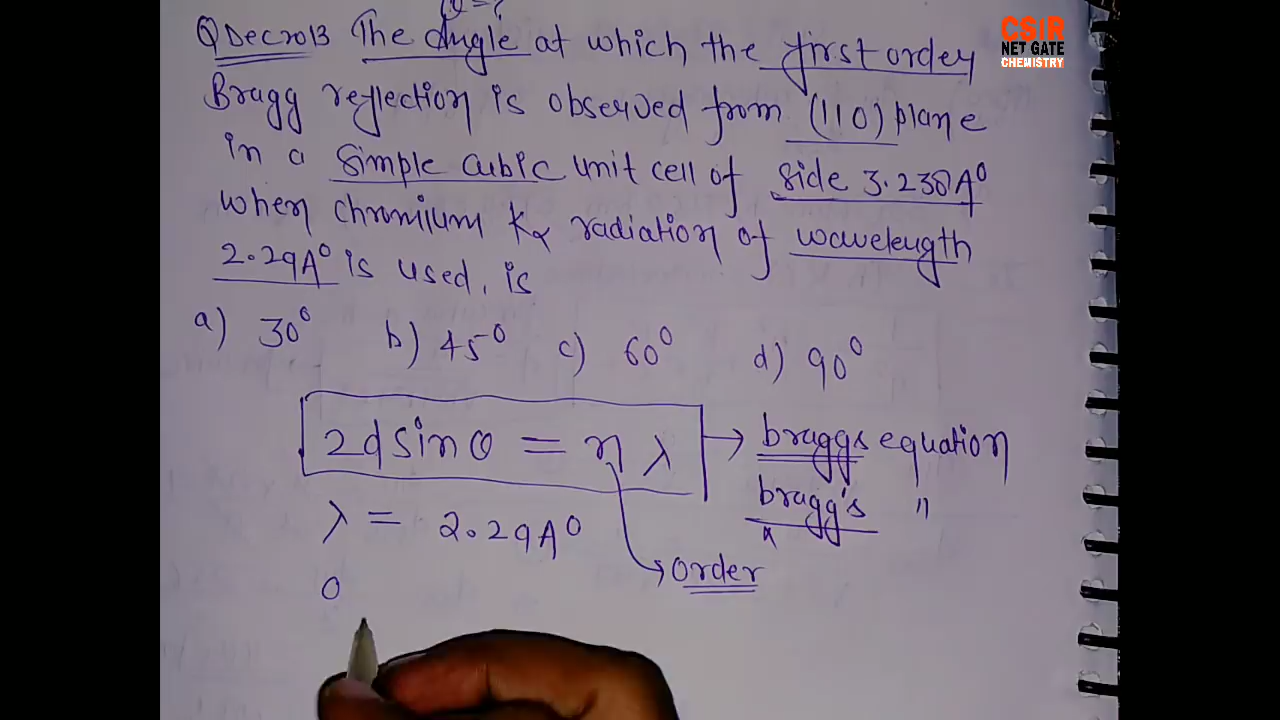 θ = ?
Q Dec 2013 The Angle at which the first order
Bragg reflection is observed from (110) plane
in a simple cubic unit cell of side 3.238A°
when chromium Kα radiation of wavelength
2.29A° is used, is
a) 30° b) 45° c) 60° d) 90°
2d sin θ = n λ → braggs equation
bragg's "
λ = 2.29A°
→ order
CSIR
NET GATE
CHEMISTRY